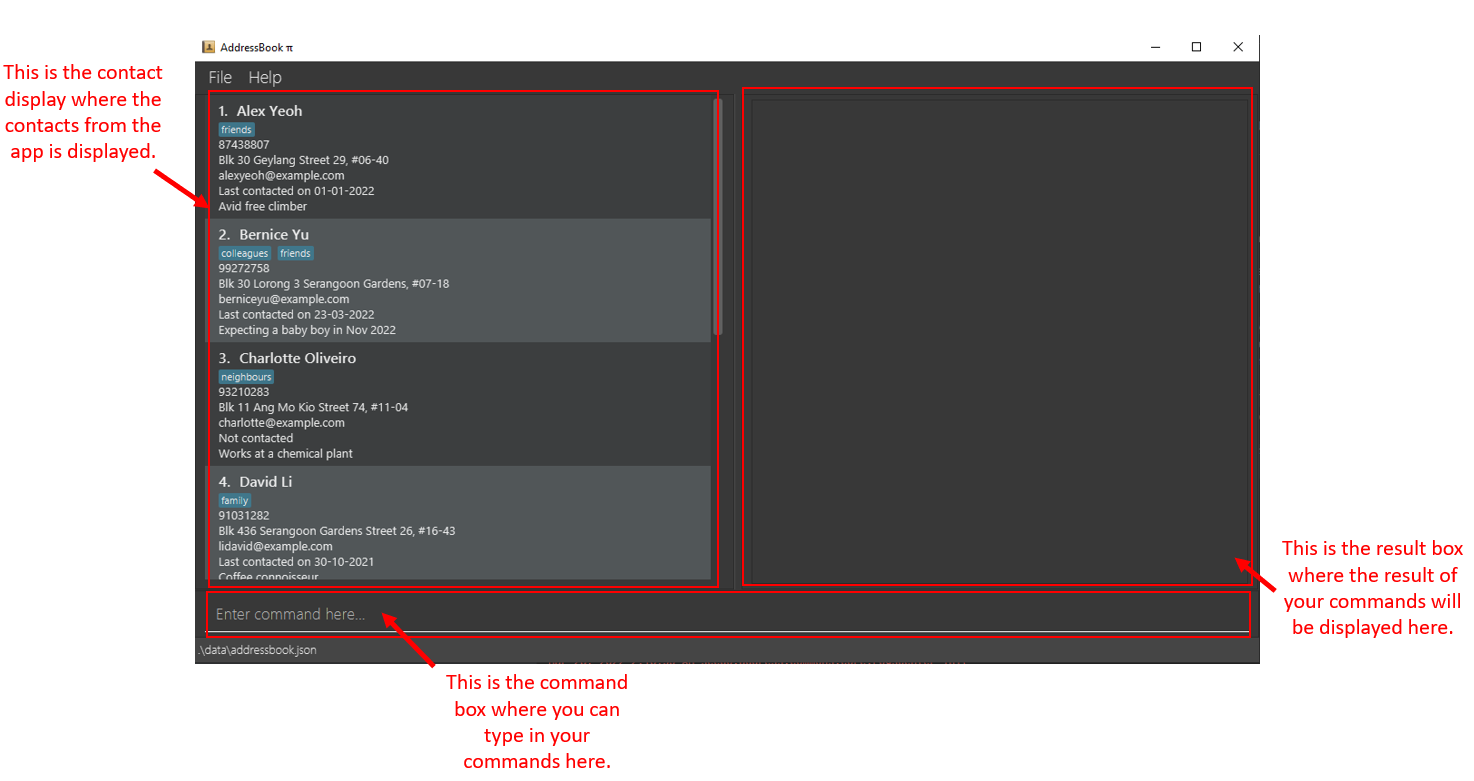 AddressBook π
File Help
This is the contact
display where the
contacts from the
app is displayed.
1. Alex Yeoh
friends
87438807
Blk 30 Geylang Street 29, #06-40
alexyeoh@example.com
Last contacted on 01-01-2022
Avid free climber
2. Bernice Yu
colleagues friends
99272758
Blk 30 Lorong 3 Serangoon Gardens, #07-18
berniceyu@example.com
Last contacted on 23-03-2022
Expecting a baby boy in Nov 2022
3. Charlotte Oliveiro
neighbours
93210283
Blk 11 Ang Mo Kio Street 74, #11-04
charlotte@example.com
Not contacted
Works at a chemical plant
4. David Li
family
91031282
Blk 436 Serangoon Gardens Street 26, #16-43
lidavid@example.com
Last contacted on 30-10-2021
Coffee connoisseur
This is the result box
where the result of
your commands will
be displayed here.
Enter command here...
.\data\addressbook.json
This is the command
box where you can
type in your
commands here.